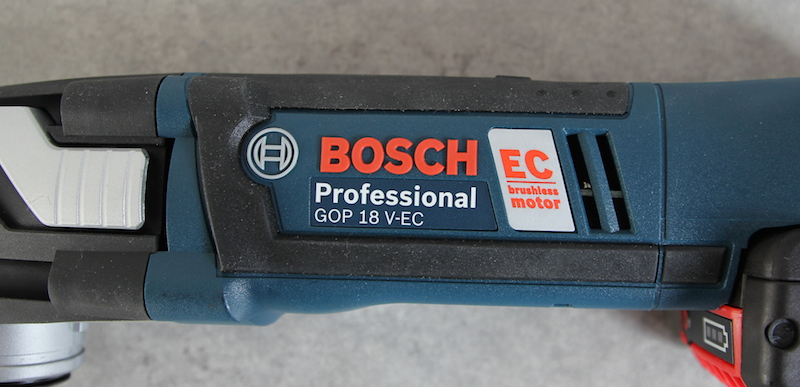 BOSCH
Professional
GOP 18 V-EC
EC
brushless
motor